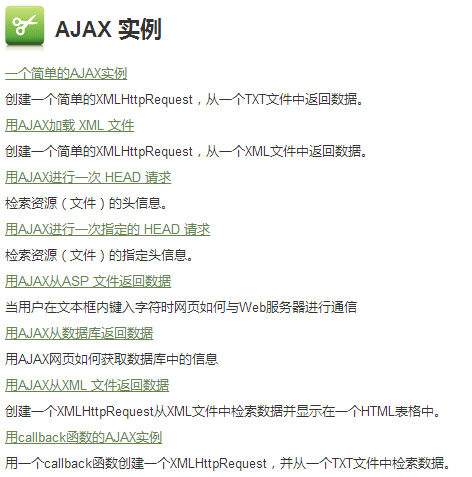 AJAX 实例
一个简单的AJAX实例
创建一个简单的XMLHttpRequest，从一个TXT文件中返回数据。
用AJAX加载 XML 文件
创建一个简单的XMLHttpRequest，从一个XML文件中返回数据。
用AJAX进行一次 HEAD 请求
检索资源（文件）的头信息。
用AJAX进行一次指定的 HEAD 请求
检索资源（文件）的指定头信息。
用AJAX从ASP 文件返回数据
当用户在文本框内键入字符时网页如何与Web服务器进行通信
用AJAX从数据库返回数据
用AJAX网页如何获取数据库中的信息
用AJAX从XML 文件返回数据
创建一个XMLHttpRequest从XML文件中检索数据并显示在一个HTML表格中。
用callback函数的AJAX实例
用一个callback函数创建一个XMLHttpRequest，并从一个TXT文件中检索数据。